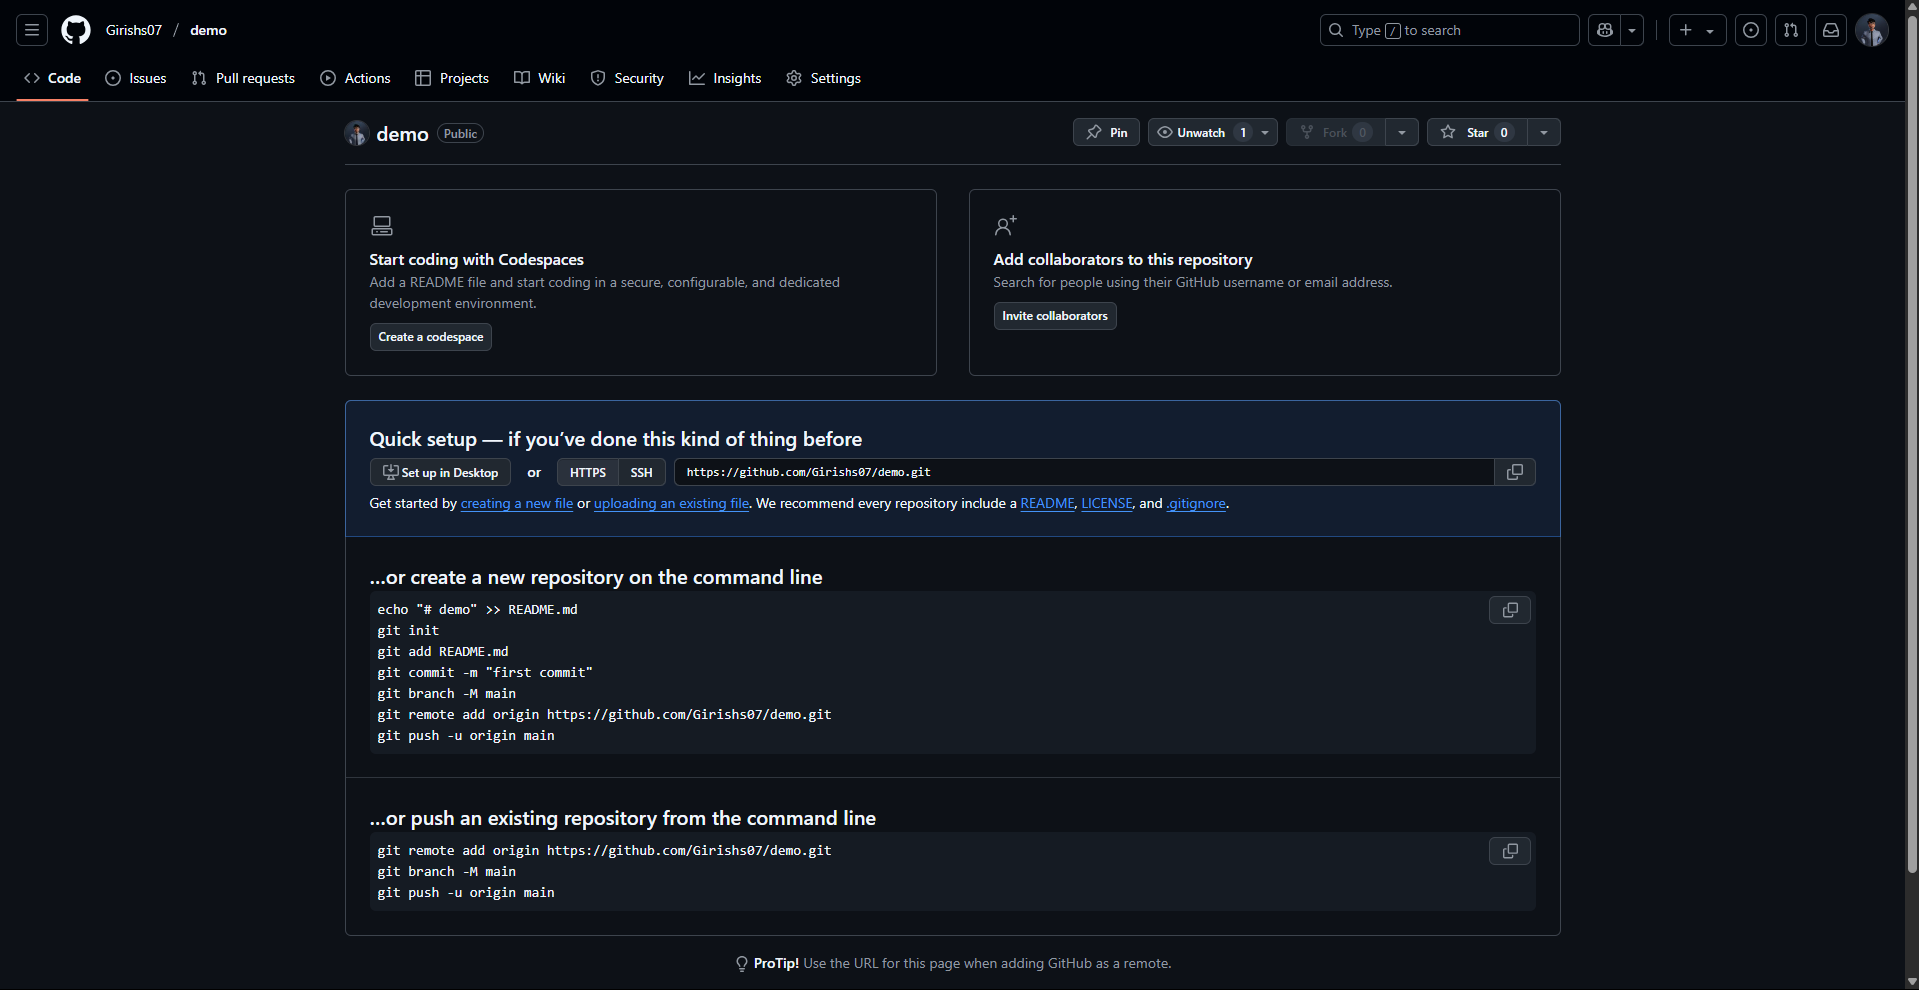 Girishs07 / demo
Type / to search
Code Issues Pull requests Actions Projects Wiki Security Insights Settings
demo Public
Pin Unwatch 1 Fork 0 Star 0
Start coding with Codespaces
Add a README file and start coding in a secure, configurable, and dedicated
development environment.
Create a codespace
Add collaborators to this repository
Search for people using their GitHub username or email address.
Invite collaborators
Quick setup — if you’ve done this kind of thing before
Set up in Desktop or HTTPS SSH https://github.com/Girishs07/demo.git
Get started by creating a new file or uploading an existing file. We recommend every repository include a README, LICENSE, and .gitignore.
…or create a new repository on the command line
echo "# demo" >> README.md
git init
git add README.md
git commit -m "first commit"
git branch -M main
git remote add origin https://github.com/Girishs07/demo.git
git push -u origin main
…or push an existing repository from the command line
git remote add origin https://github.com/Girishs07/demo.git
git branch -M main
git push -u origin main
ProTip! Use the URL for this page when adding GitHub as a remote.